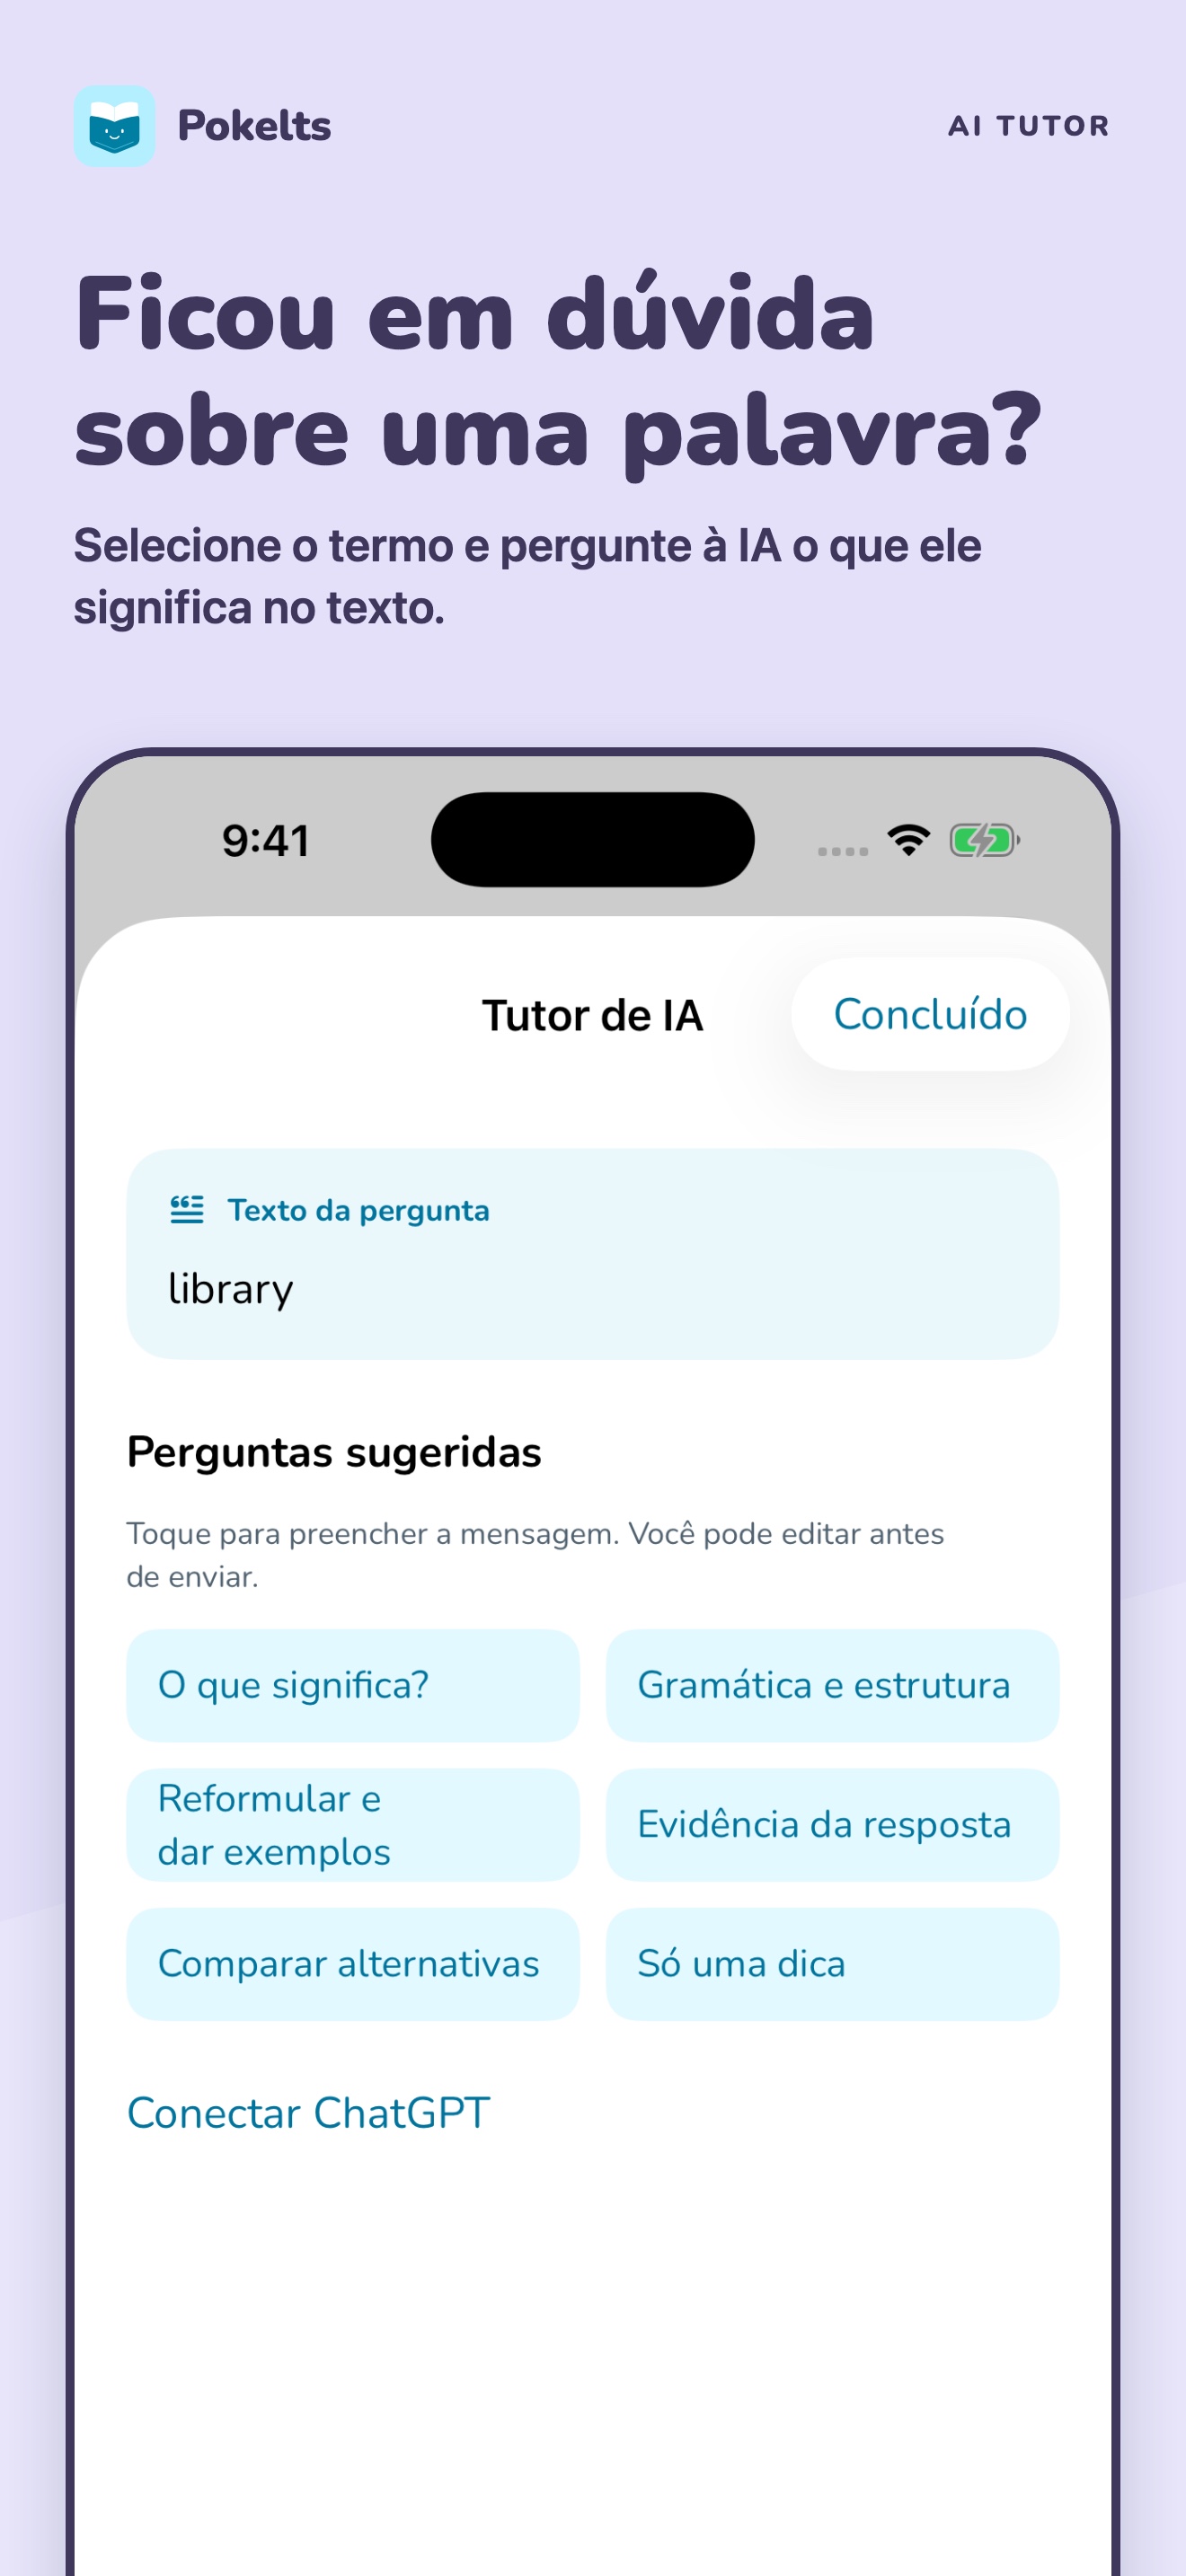 Pokelts
AI TUTOR
Ficou em dúvida
sobre uma palavra?
Selecione o termo e pergunte à IA o que ele
significa no texto.
9:41
Tutor de IA
Concluído
Texto da pergunta
library
Perguntas sugeridas
Toque para preencher a mensagem. Você pode editar antes
de enviar.
O que significa?
Gramática e estrutura
Reformular e
dar exemplos
Evidência da resposta
Comparar alternativas
Só uma dica
Conectar ChatGPT